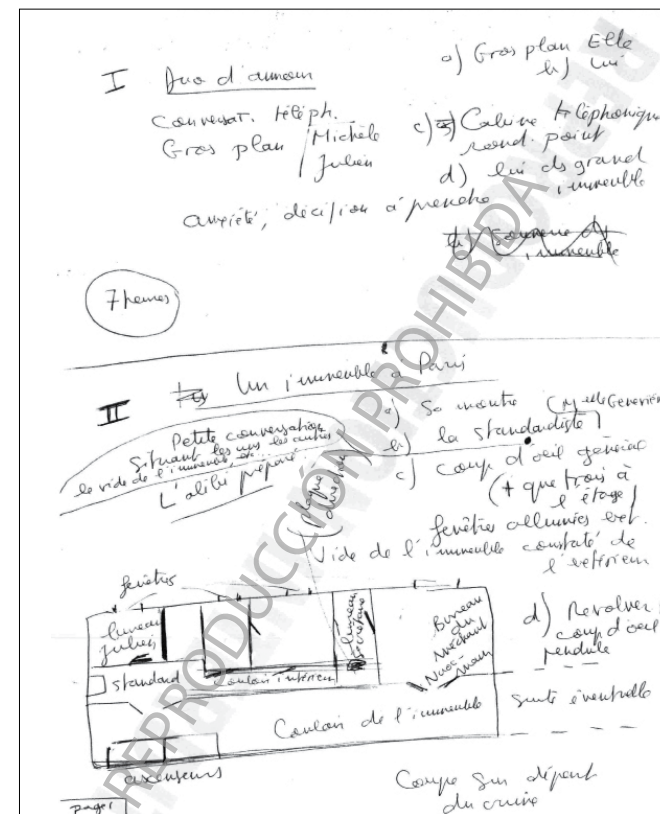 I Duo d'amour
Conversat. téléph.
Gros plan / Michèle
Julien
anxiété, décision à prendre
a) Gros plan Elle
b) Lui
c) Cabine téléphonique
rond. point
d) lui ds grand
immeuble
immeuble
7 heures
II Un immeuble à Paris
Petite conversation
situant les uns les autres
le vide de l'immeuble
L'alibi préparé
a) Sa montre (Melle Geneviève
b) la standardiste
c) Coup d'oeil général
(+ que trois à
l'étage)
fenêtres allumées
Vide de l'immeuble constaté de
l'extérieur
d) Revolver
coup d'oeil
pendule
fenêtres
bureau
Julien
standard
Couloir intérieur
bureau
Bureau
du
Couloir de l'immeuble
suite éventuelle
ascenseurs
Coupe sur départ
du crime
page 1
REPRODUCCIÓN PROHIBIDA